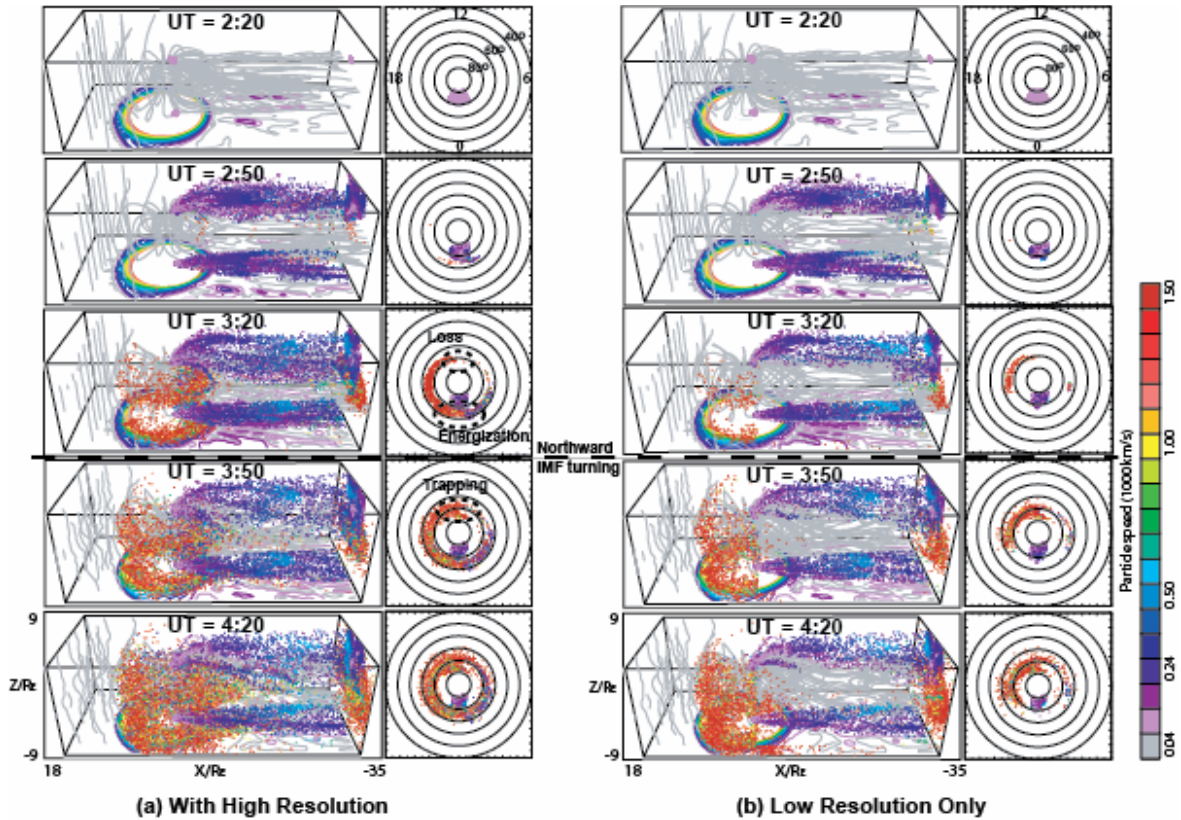 UT = 2:20
12
400
600
800
18
6
0
UT = 2:50
UT = 3:20
Loss
Energization
Northward
IMF turning
UT = 3:50
Trapping
9
UT = 4:20
Z/RE
-9
18
X/RE
-35
(a) With High Resolution
UT = 2:20
12
400
600
800
18
6
0
UT = 2:50
UT = 3:20
UT = 3:50
9
UT = 4:20
Z/RE
-9
18
X/RE
-35
(b) Low Resolution Only
Particle speed (1000km/s)
1.50
1.00
0.50
0.24
0.04